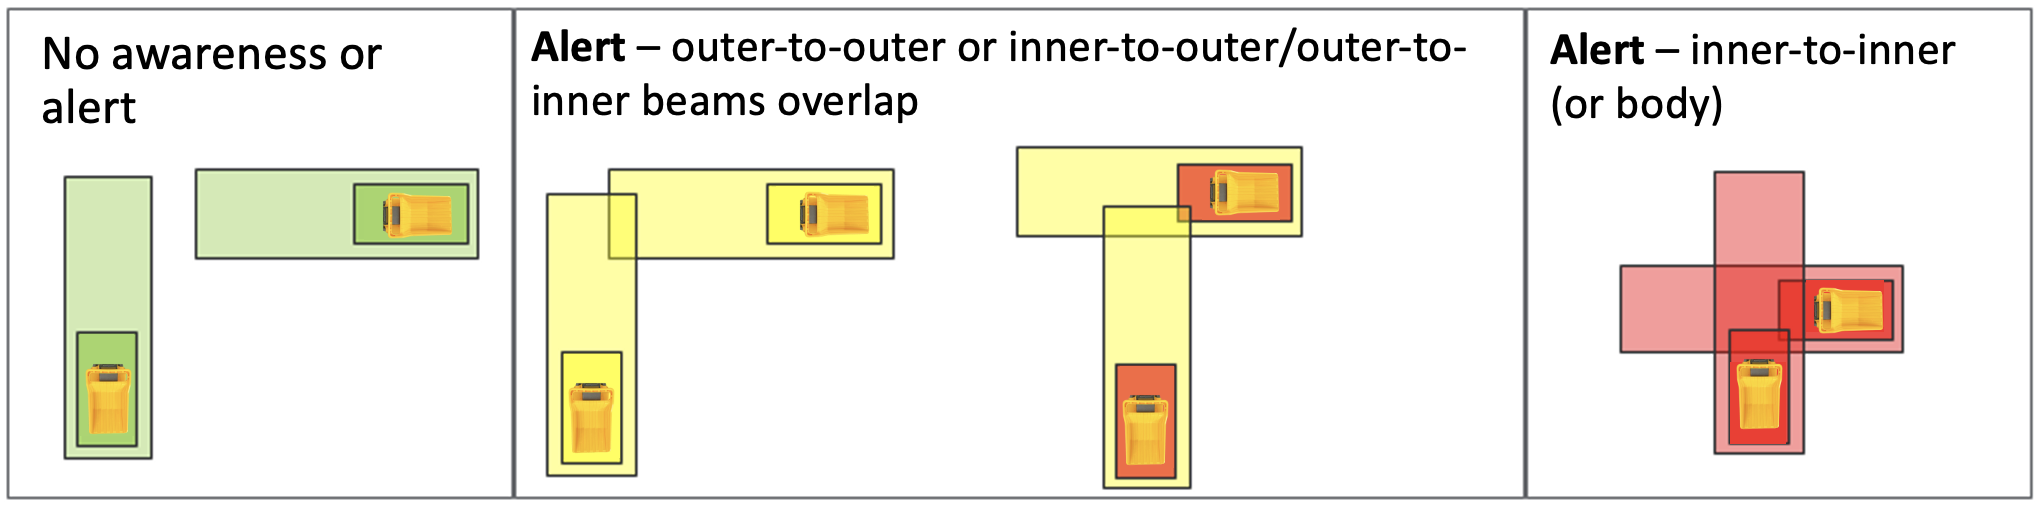 No awareness or
alert
Alert – outer-to-outer or inner-to-outer/outer-to-
inner beams overlap
Alert – inner-to-inner
(or body)